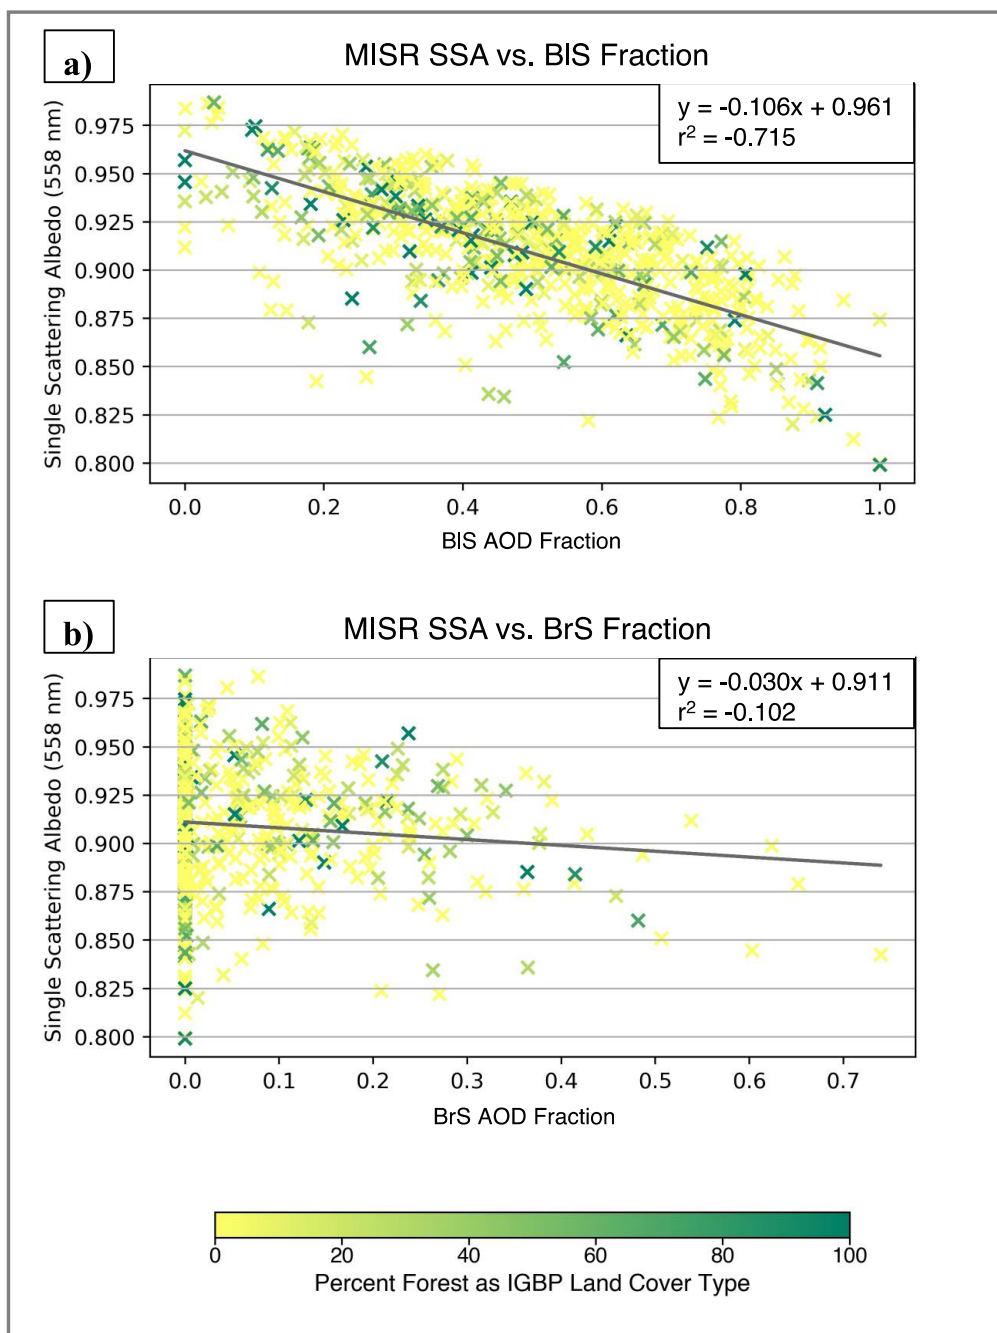 a)
MISR SSA vs. BlS Fraction
y = -0.106x + 0.961
r² = -0.715
Single Scattering Albedo (558 nm)
0.975
0.950
0.925
0.900
0.875
0.850
0.825
0.800
0.0 0.2 0.4 0.6 0.8 1.0
BlS AOD Fraction
b)
MISR SSA vs. BrS Fraction
y = -0.030x + 0.911
r² = -0.102
Single Scattering Albedo (558 nm)
0.975
0.950
0.925
0.900
0.875
0.850
0.825
0.800
0.0 0.1 0.2 0.3 0.4 0.5 0.6 0.7
BrS AOD Fraction
0 20 40 60 80 100
Percent Forest as IGBP Land Cover Type